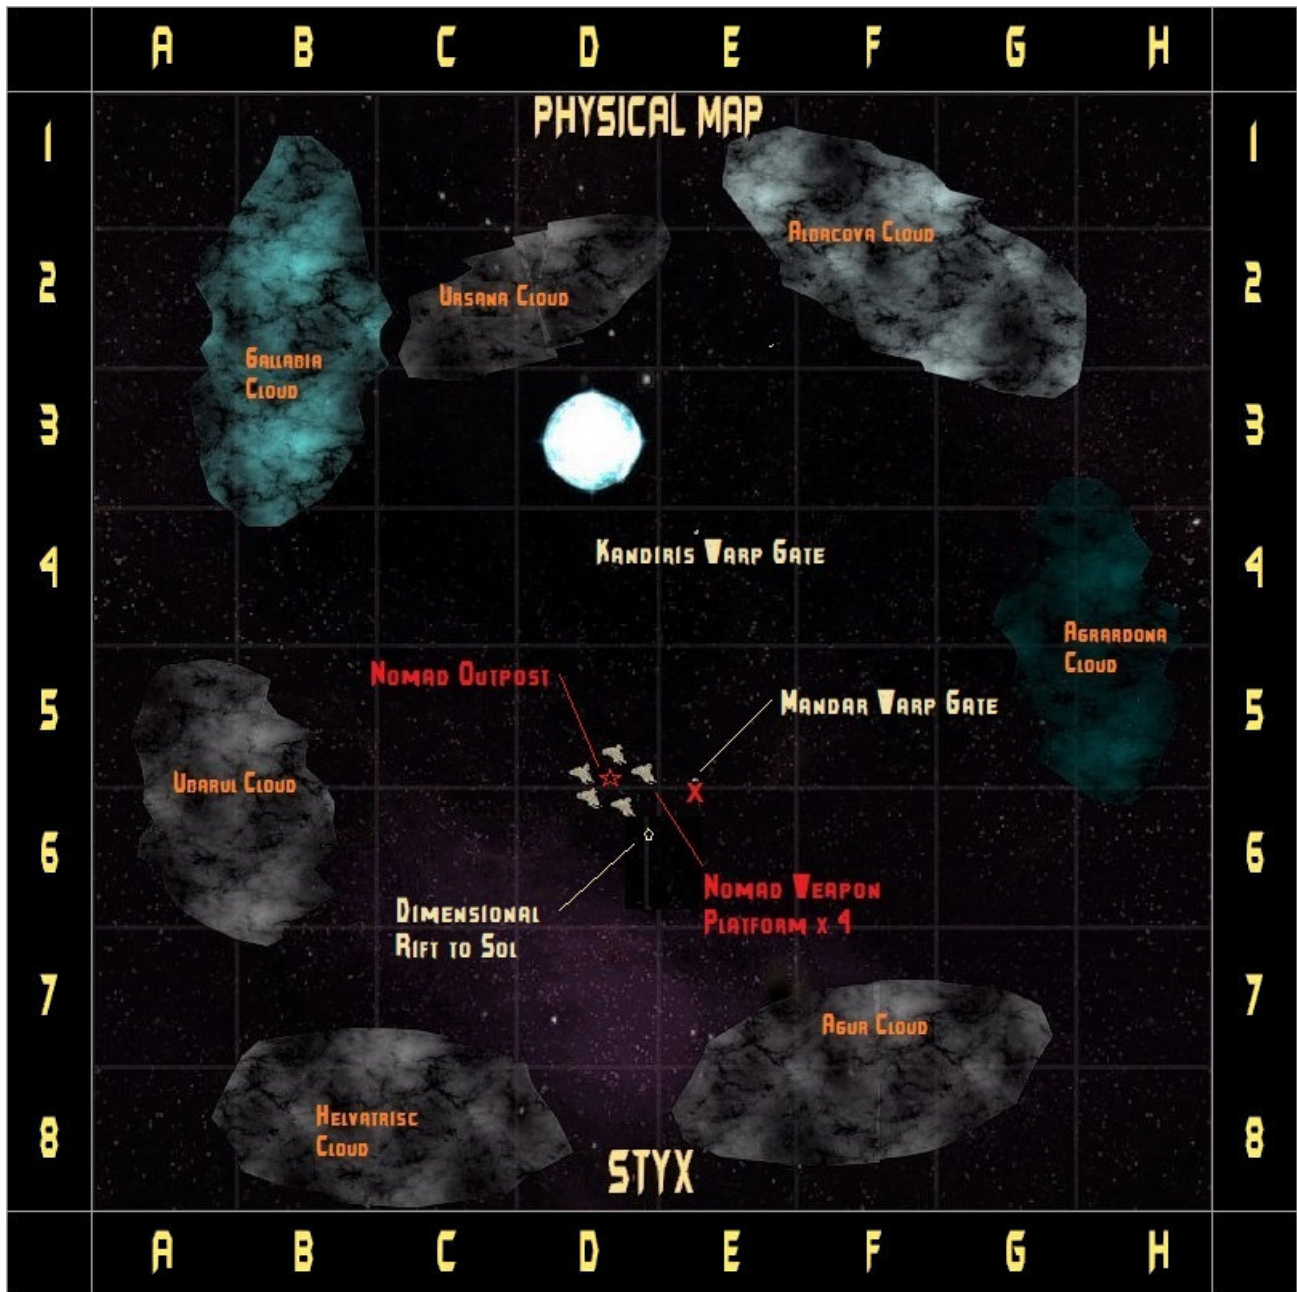 A B C D E F G H
PHYSICAL MAP
1 1
Aldacova Cloud
2 2
Ursana Cloud
Galladia
Cloud
3 3
Kandiris Warp Gate
4 4
Agrardona
Cloud
Nomad Outpost
Mandar Warp Gate
5 5
Udarul Cloud
X
6 6
Nomad Weapon
Platform x 4
Dimensional
Rift to Sol
7 7
Agur Cloud
Helvatrisc
Cloud
8 8
STYX
A B C D E F G H